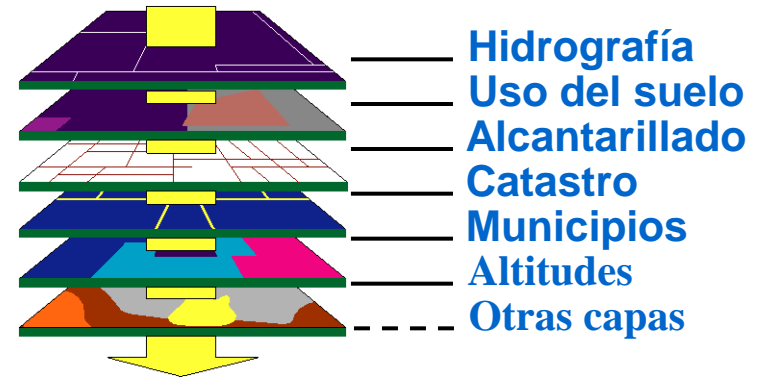 Hidrografía
Uso del suelo
Alcantarillado
Catastro
Municipios
Altitudes
Otras capas